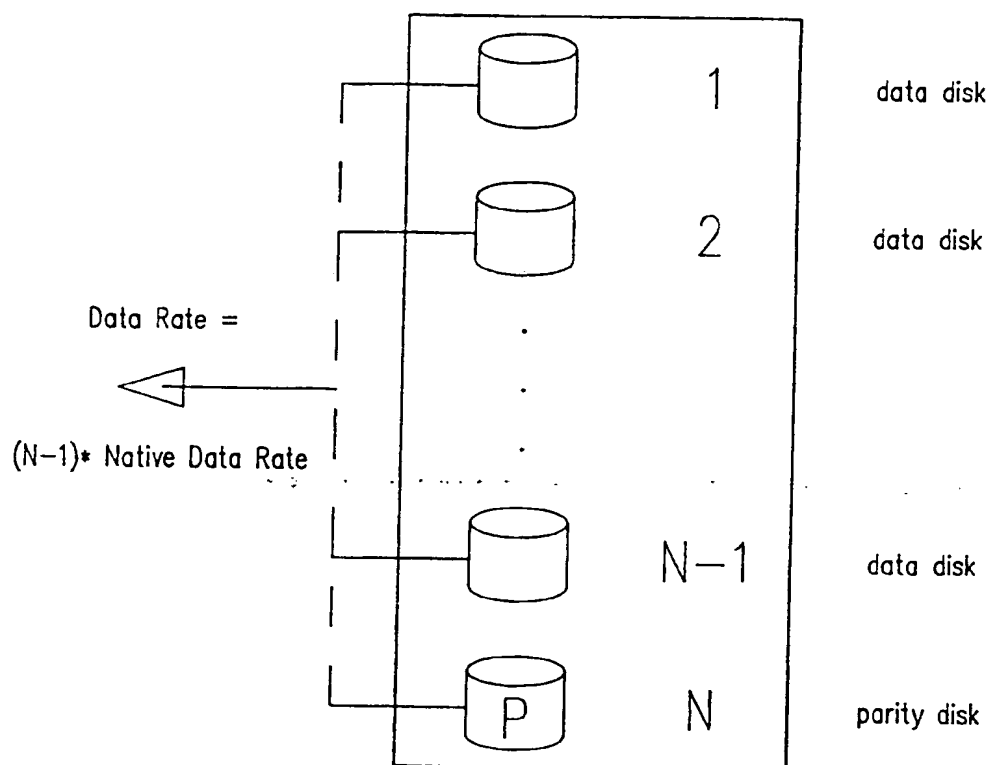 1 data disk
2 data disk
Data Rate =
(N-1)* Native Data Rate
N-1 data disk
P N parity disk